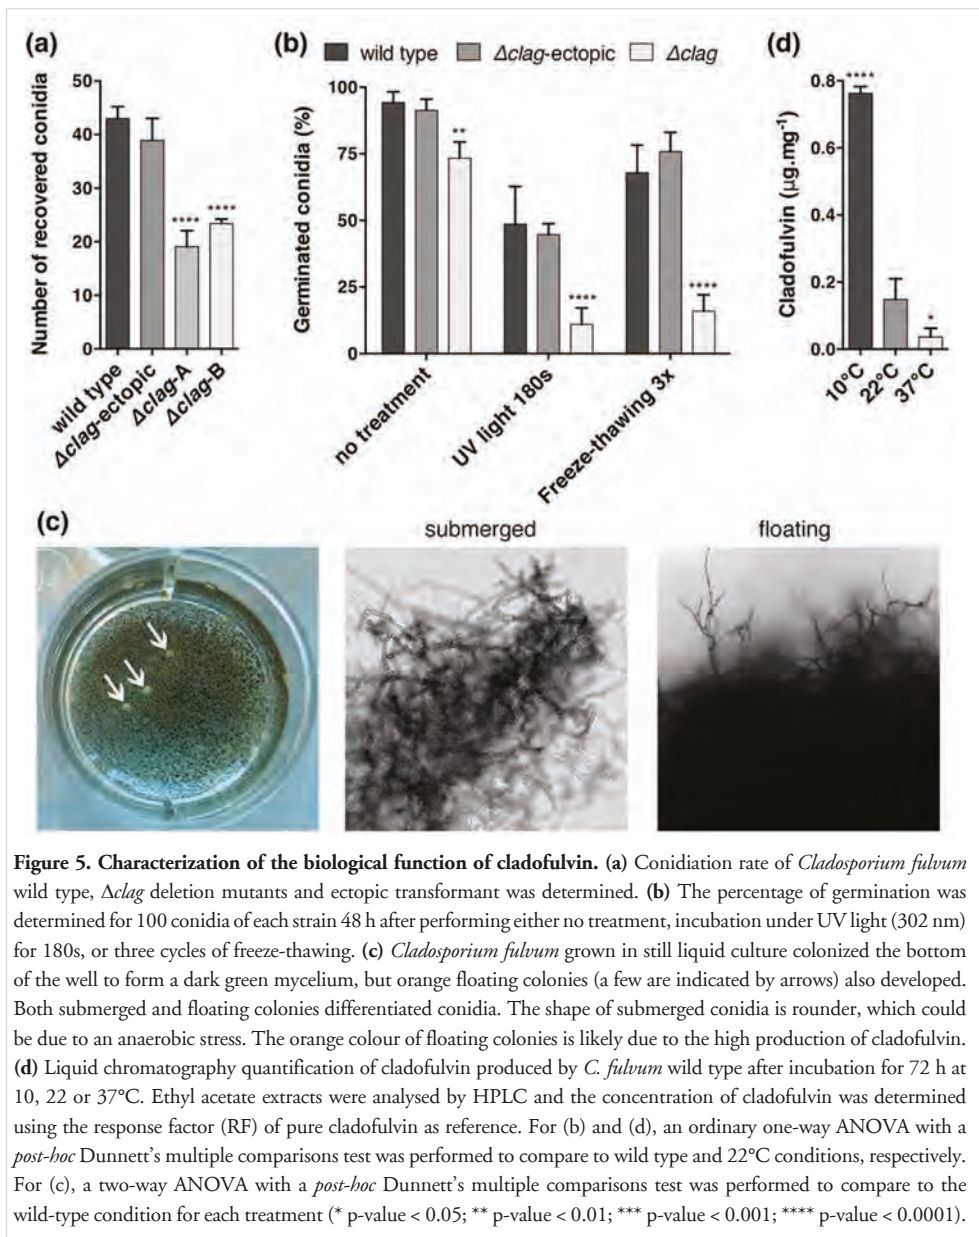 (a)
Number of recovered conidia
50
40
30
20
10
0
****
****
wild type
Δclag-ectopic
Δclag-A
Δclag-B
(b)
wild type
Δclag-ectopic
Δclag
Germinated conidia (%)
100
75
50
25
0
**
****
****
no treatment
UV light 180s
Freeze-thawing 3x
(d)
Cladofulvin (µg.mg⁻¹)
0.8
0.6
0.4
0.2
0.0
****
*
10°C
22°C
37°C
(c)
submerged
floating
Figure 5. Characterization of the biological function of cladofulvin. (a) Conidiation rate of Cladosporium fulvum
wild type, Δclag deletion mutants and ectopic transformant was determined. (b) The percentage of germination was
determined for 100 conidia of each strain 48 h after performing either no treatment, incubation under UV light (302 nm)
for 180s, or three cycles of freeze-thawing. (c) Cladosporium fulvum grown in still liquid culture colonized the bottom
of the well to form a dark green mycelium, but orange floating colonies (a few are indicated by arrows) also developed.
Both submerged and floating colonies differentiated conidia. The shape of submerged conidia is rounder, which could
be due to an anaerobic stress. The orange colour of floating colonies is likely due to the high production of cladofulvin.
(d) Liquid chromatography quantification of cladofulvin produced by C. fulvum wild type after incubation for 72 h at
10, 22 or 37°C. Ethyl acetate extracts were analysed by HPLC and the concentration of cladofulvin was determined
using the response factor (RF) of pure cladofulvin as reference. For (b) and (d), an ordinary one-way ANOVA with a
post-hoc Dunnett's multiple comparisons test was performed to compare to wild type and 22°C conditions, respectively.
For (c), a two-way ANOVA with a post-hoc Dunnett's multiple comparisons test was performed to compare to the
wild-type condition for each treatment (* p-value < 0.05; ** p-value < 0.01; *** p-value < 0.001; **** p-value < 0.0001).